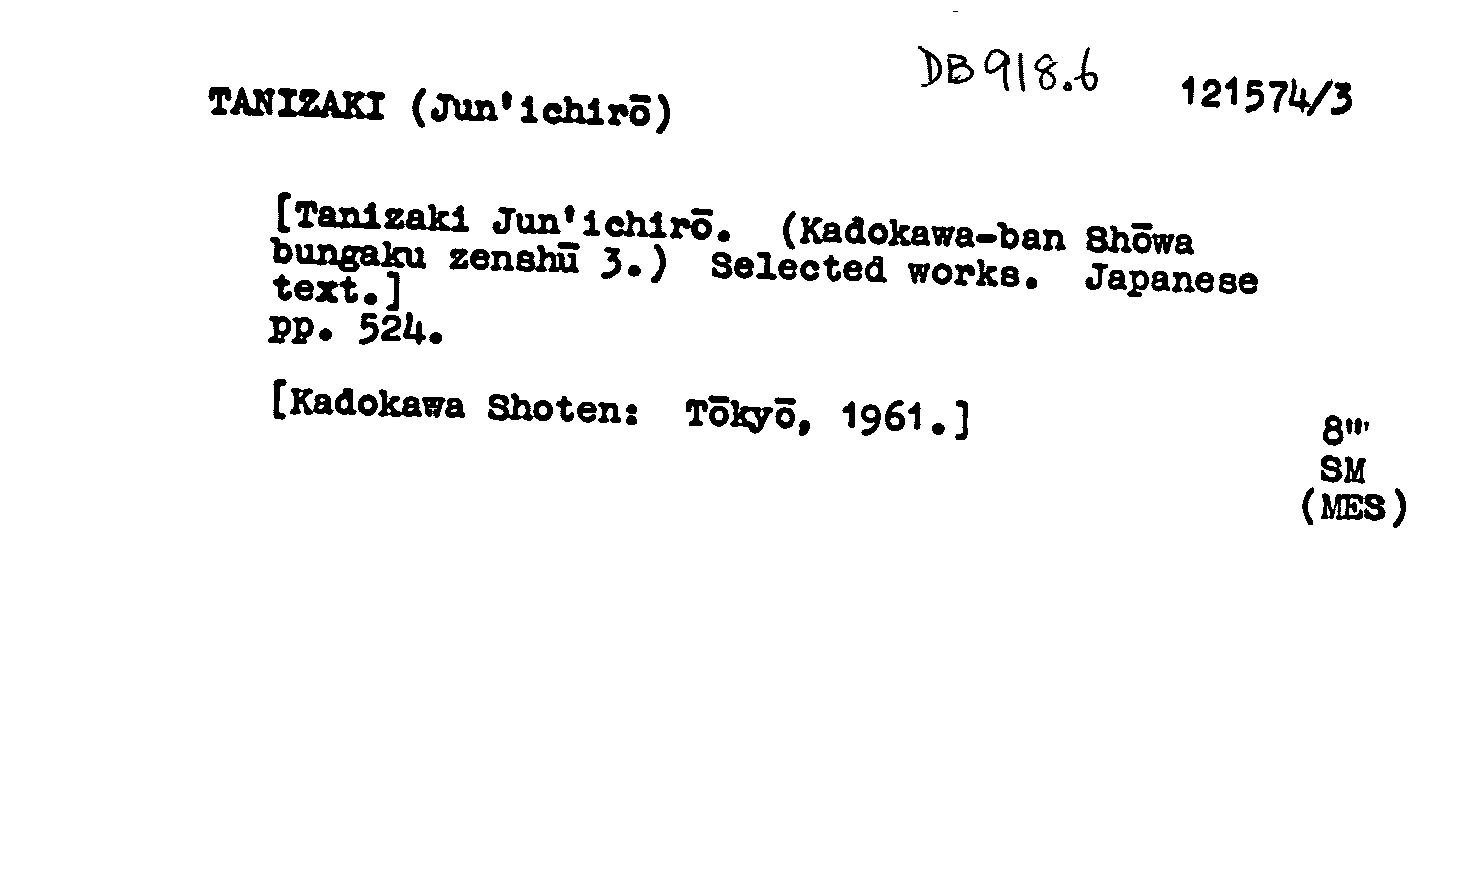 DB918.6
121574/3
TANIZAKI (Jun'ichirō)
[Tanizaki Jun'ichirō. (Kadokawa-ban Shōwa
bungaku zenshū 3.) Selected works. Japanese
text.]
pp. 524.
[Kadokawa Shoten: Tōkyō, 1961.]
8"'
SM
(MES)